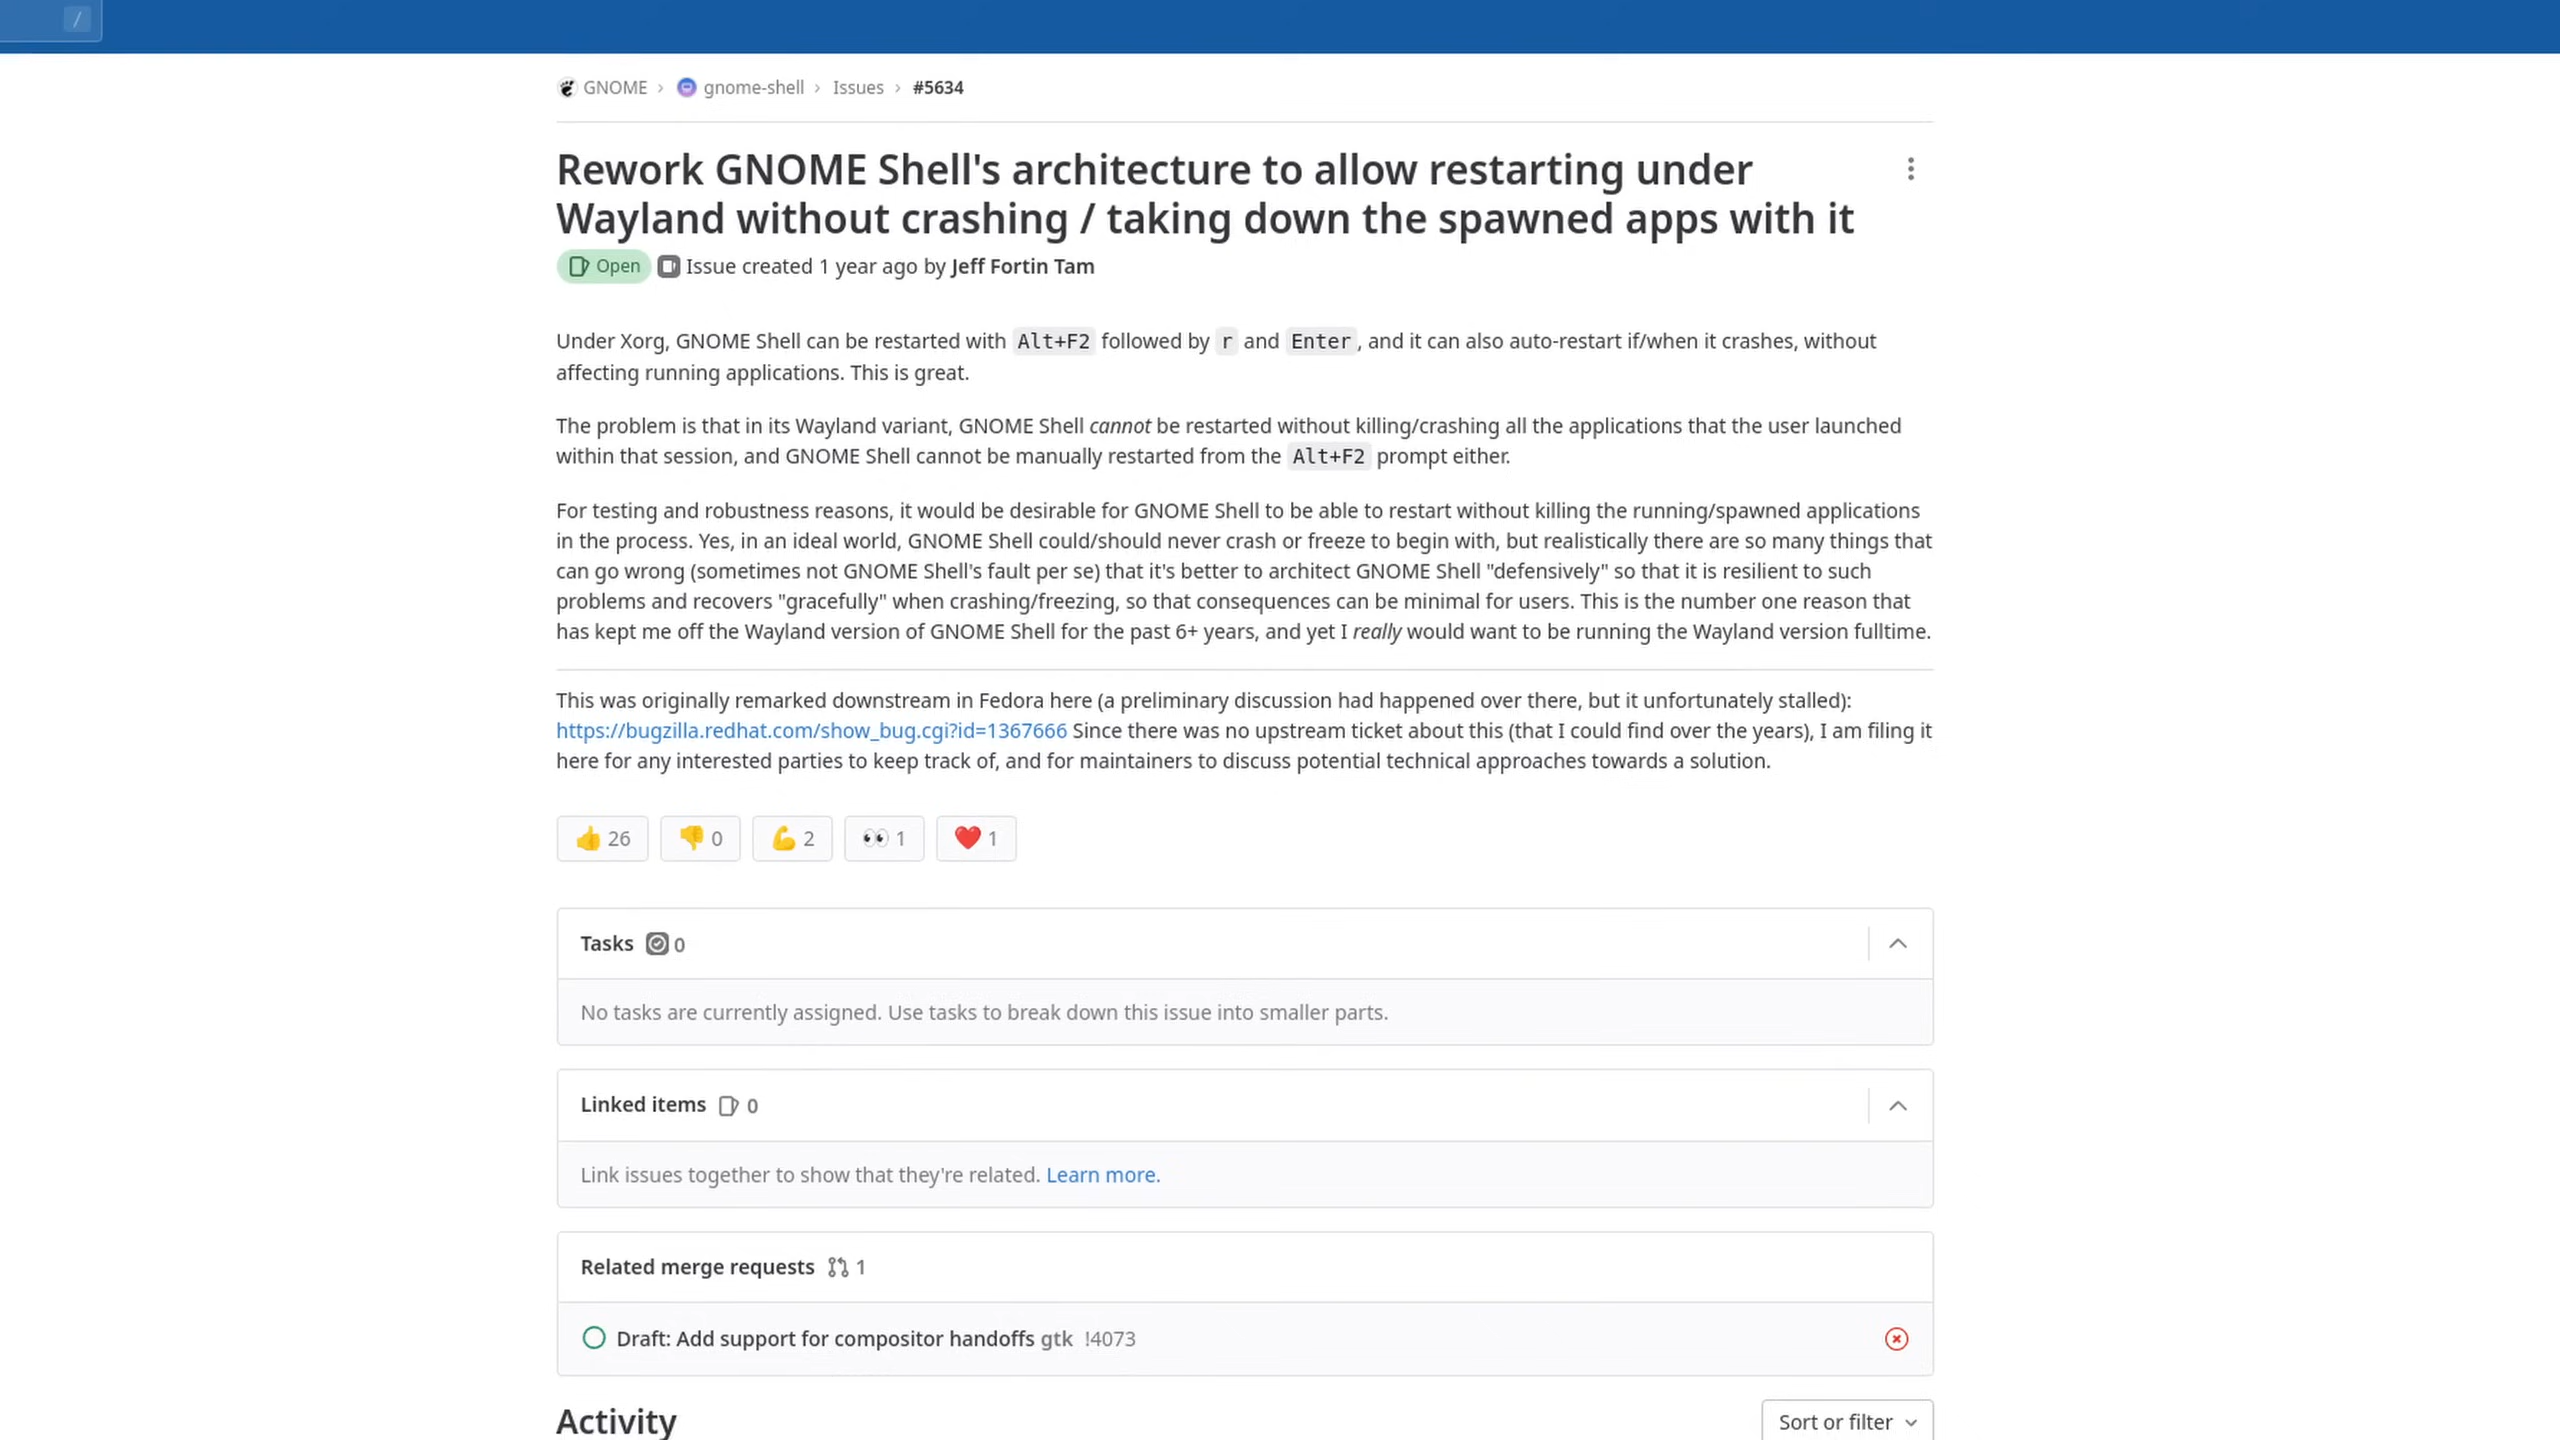 /
GNOME › gnome-shell › Issues › #5634
Rework GNOME Shell's architecture to allow restarting under
Wayland without crashing / taking down the spawned apps with it
Open Issue created 1 year ago by Jeff Fortin Tam
Under Xorg, GNOME Shell can be restarted with Alt+F2 followed by r and Enter, and it can also auto-restart if/when it crashes, without
affecting running applications. This is great.
The problem is that in its Wayland variant, GNOME Shell cannot be restarted without killing/crashing all the applications that the user launched
within that session, and GNOME Shell cannot be manually restarted from the Alt+F2 prompt either.
For testing and robustness reasons, it would be desirable for GNOME Shell to be able to restart without killing the running/spawned applications
in the process. Yes, in an ideal world, GNOME Shell could/should never crash or freeze to begin with, but realistically there are so many things that
can go wrong (sometimes not GNOME Shell's fault per se) that it's better to architect GNOME Shell "defensively" so that it is resilient to such
problems and recovers "gracefully" when crashing/freezing, so that consequences can be minimal for users. This is the number one reason that
has kept me off the Wayland version of GNOME Shell for the past 6+ years, and yet I really would want to be running the Wayland version fulltime.
This was originally remarked downstream in Fedora here (a preliminary discussion had happened over there, but it unfortunately stalled):
https://bugzilla.redhat.com/show_bug.cgi?id=1367666 Since there was no upstream ticket about this (that I could find over the years), I am filing it
here for any interested parties to keep track of, and for maintainers to discuss potential technical approaches towards a solution.
👍 26 👎 0 💪 2 👀 1 ❤️ 1
Tasks 0
No tasks are currently assigned. Use tasks to break down this issue into smaller parts.
Linked items 0
Link issues together to show that they're related. Learn more.
Related merge requests 1
Draft: Add support for compositor handoffs gtk !4073
Activity
Sort or filter